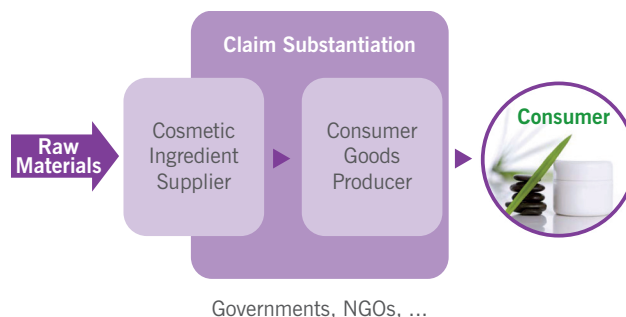 Claim Substantiation
Raw
Materials
Cosmetic
Ingredient
Supplier
Consumer
Goods
Producer
Consumer
Governments, NGOs, ...